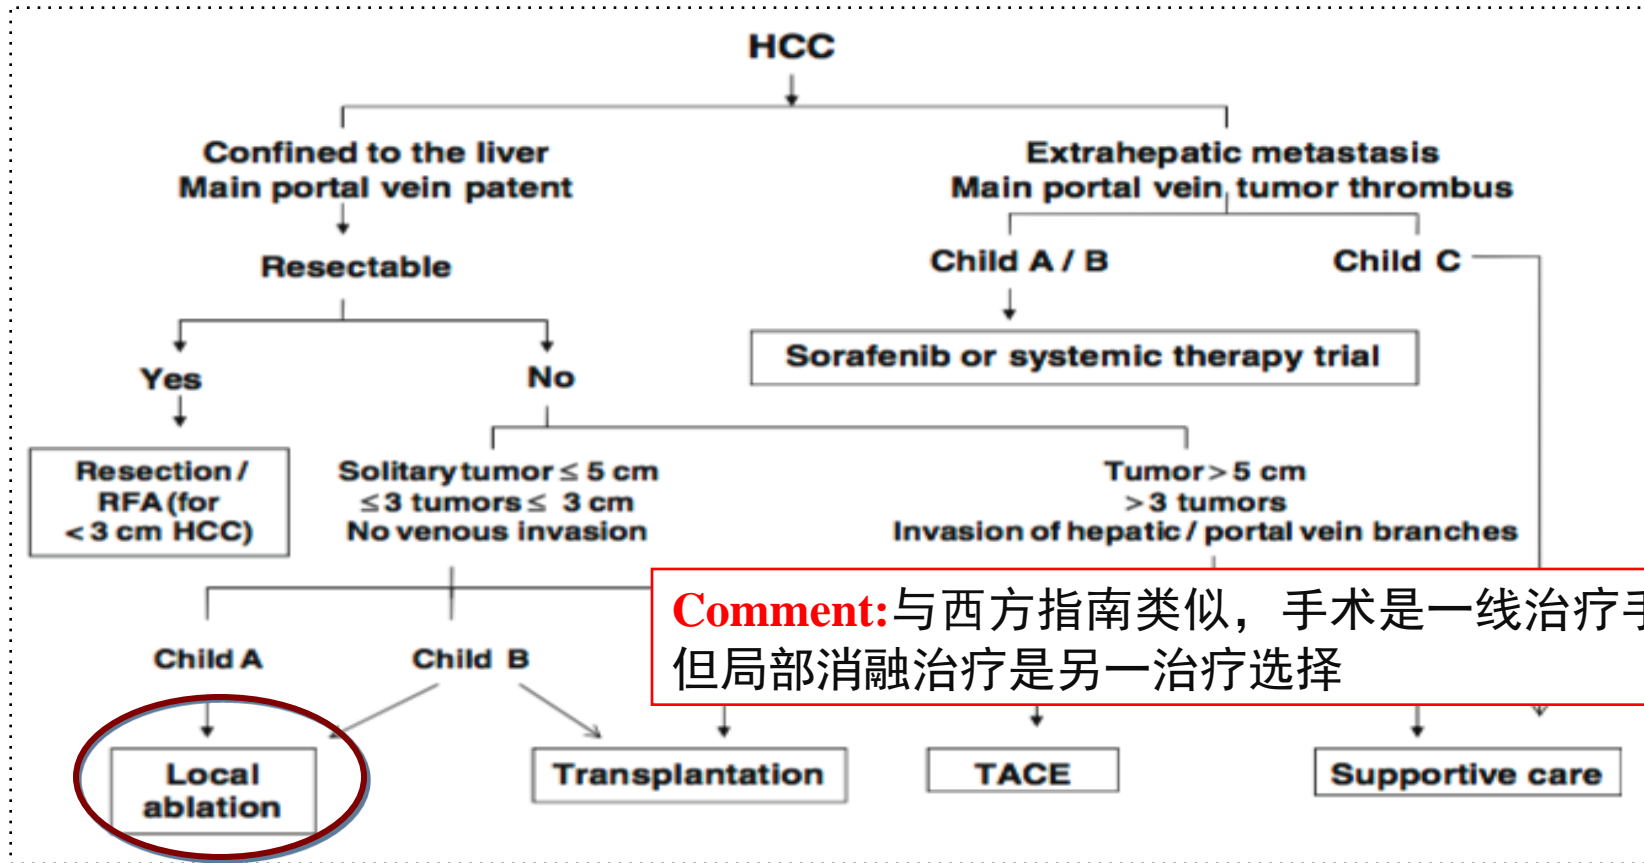 HCC
Confined to the liver
Main portal vein patent
Extrahepatic metastasis
Main portal vein tumor thrombus
Resectable
Child A / B
Child C
Yes
No
Sorafenib or systemic therapy trial
Resection /
RFA (for
< 3 cm HCC)
Solitary tumor ≤ 5 cm
≤ 3 tumors ≤ 3 cm
No venous invasion
Tumor > 5 cm
> 3 tumors
Invasion of hepatic / portal vein branches
Comment:与西方指南类似，手术是一线治疗手
但局部消融治疗是另一治疗选择
Child A
Child B
Local
ablation
Transplantation
TACE
Supportive care